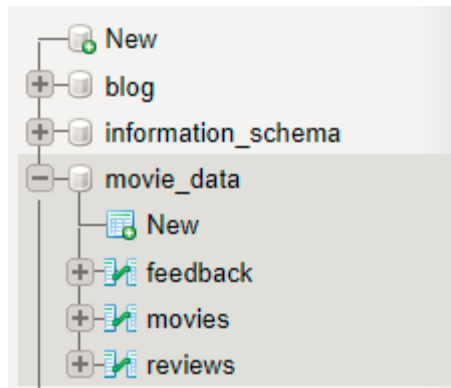 New
blog
information_schema
movie_data
New
feedback
movies
reviews